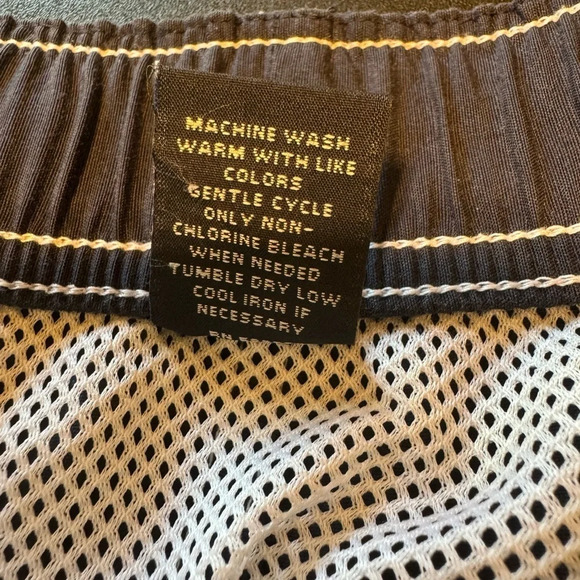 MACHINE WASH
WARM WITH LIKE
COLORS
GENTLE CYCLE
ONLY NON-
CHLORINE BLEACH
WHEN NEEDED
TUMBLE DRY LOW
COOL IRON IF
NECESSARY